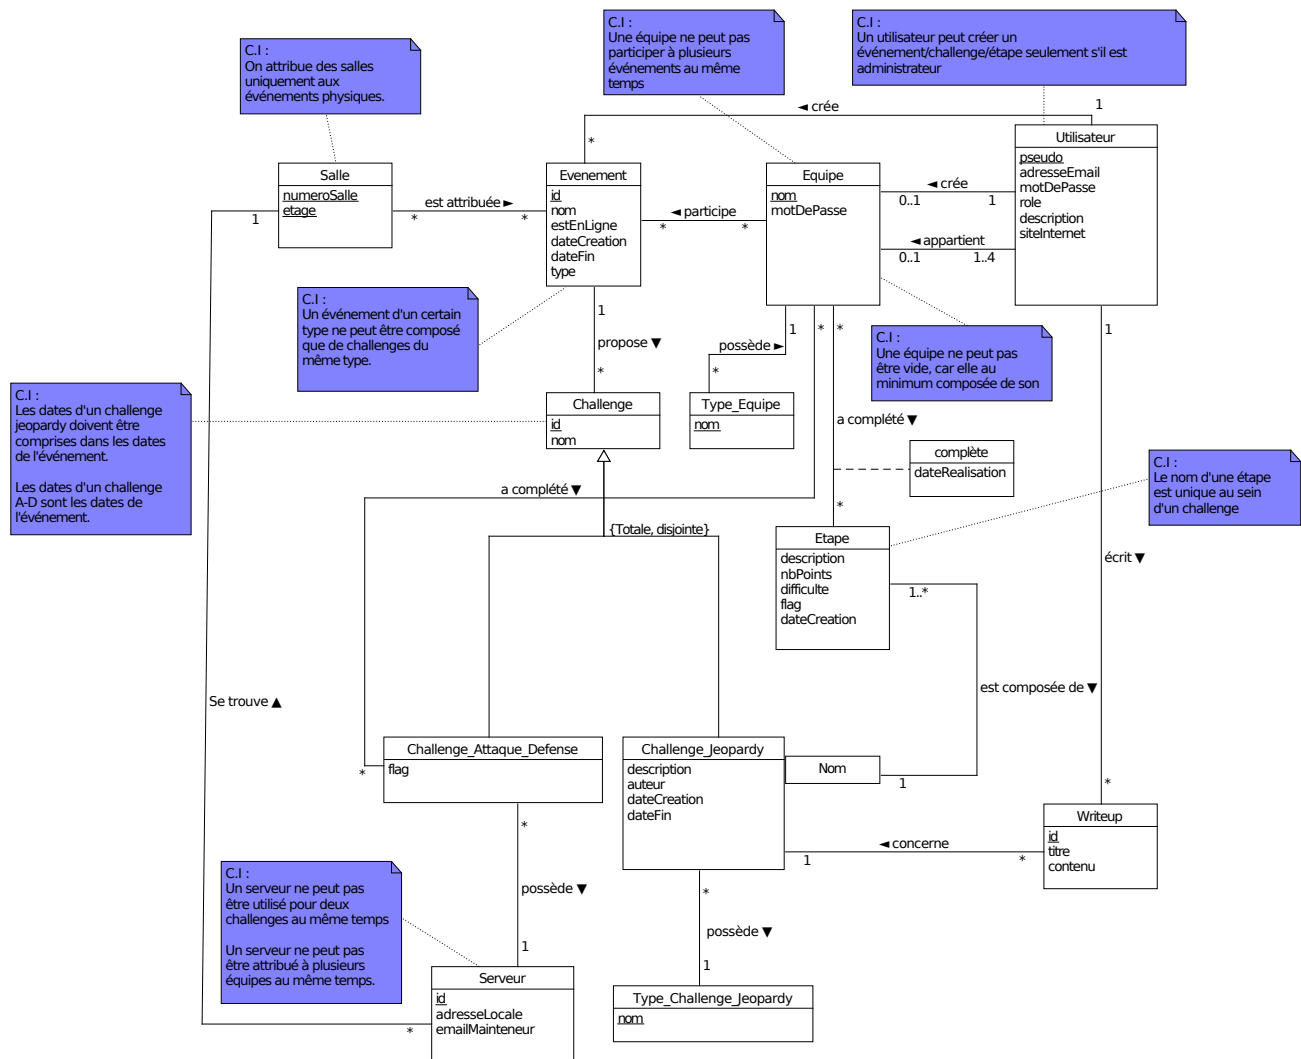 C.I :
Une équipe ne peut pas
participer à plusieurs
événements au même
temps
C.I :
Un utilisateur peut créer un
événement/challenge/étape seulement s'il est
administrateur
C.I :
On attribue des salles
uniquement aux
événements physiques.
◄ crée
1
*
Utilisateur
pseudo
adresseEmail
motDePasse
role
description
siteInternet
Salle
numeroSalle
etage
1
est attribuée ►
*
*
Evenement
id
nom
estEnLigne
dateCreation
dateFin
type
◄ participe
*
*
Equipe
nom
motDePasse
◄ crée
0..1
1
◄ appartient
0..1
1..4
C.I :
Un événement d'un certain
type ne peut être composé
que de challenges du
même type.
1
propose ▼
*
possède ►
1
*
*
*
C.I :
Une équipe ne peut pas
être vide, car elle au
minimum composée de son
1
C.I :
Les dates d'un challenge
jeopardy doivent être
comprises dans les dates
de l'événement.
Les dates d'un challenge
A-D sont les dates de
l'événement.
Challenge
id
nom
Type_Equipe
nom
a complété ▼
complète
dateRealisation
C.I :
Le nom d'une étape
est unique au sein
d'un challenge
a complété ▼
*
{Totale, disjointe}
Etape
description
nbPoints
difficulte
flag
dateCreation
1..*
écrit ▼
est composée de ▼
Se trouve ▲
Challenge_Attaque_Defense
flag
*
Challenge_Jeopardy
description
auteur
dateCreation
dateFin
Nom
1
*
Writeup
id
titre
contenu
◄ concerne
1
*
*
possède ▼
1
*
possède ▼
1
C.I :
Un serveur ne peut pas
être utilisé pour deux
challenges au même temps
Un serveur ne peut pas
être attribué à plusieurs
équipes au même temps.
Serveur
id
adresseLocale
emailMainteneur
*
Type_Challenge_Jeopardy
nom